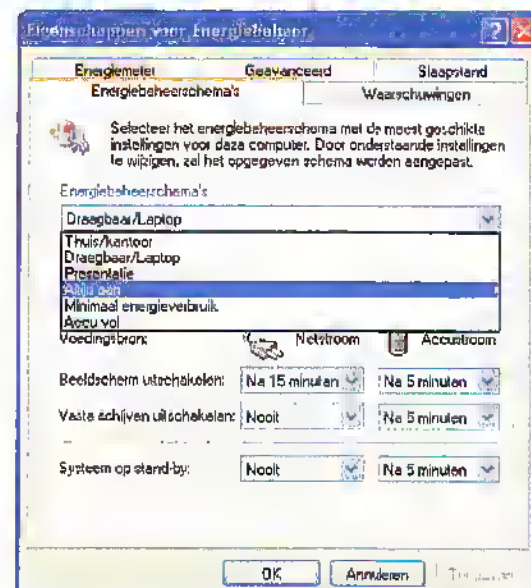 Eigenschappen voor Energiebeheer
Energiemeter Geavanceerd Slaapstand
Energiebeheerschema's Waarschuwingen
Selecteer het energiebeheerschema met de meest geschikte
instellingen voor deze computer. Door onderstaande instellingen
te wijzigen, zal het opgegeven schema worden aangepast.
Energiebeheerschema's
Draagbaar/Laptop
Thuis/kantoor
Draagbaar/Laptop
Presentatie
Altijd aan
Minimaal energieverbruik
Accu vol
Voedingsbron: Netstroom Accustroom
Beeldscherm uitschakelen: Na 15 minuten Na 5 minuten
Vaste schijven uitschakelen: Nooit Na 5 minuten
Systeem op stand-by: Nooit Na 5 minuten
OK Annuleren